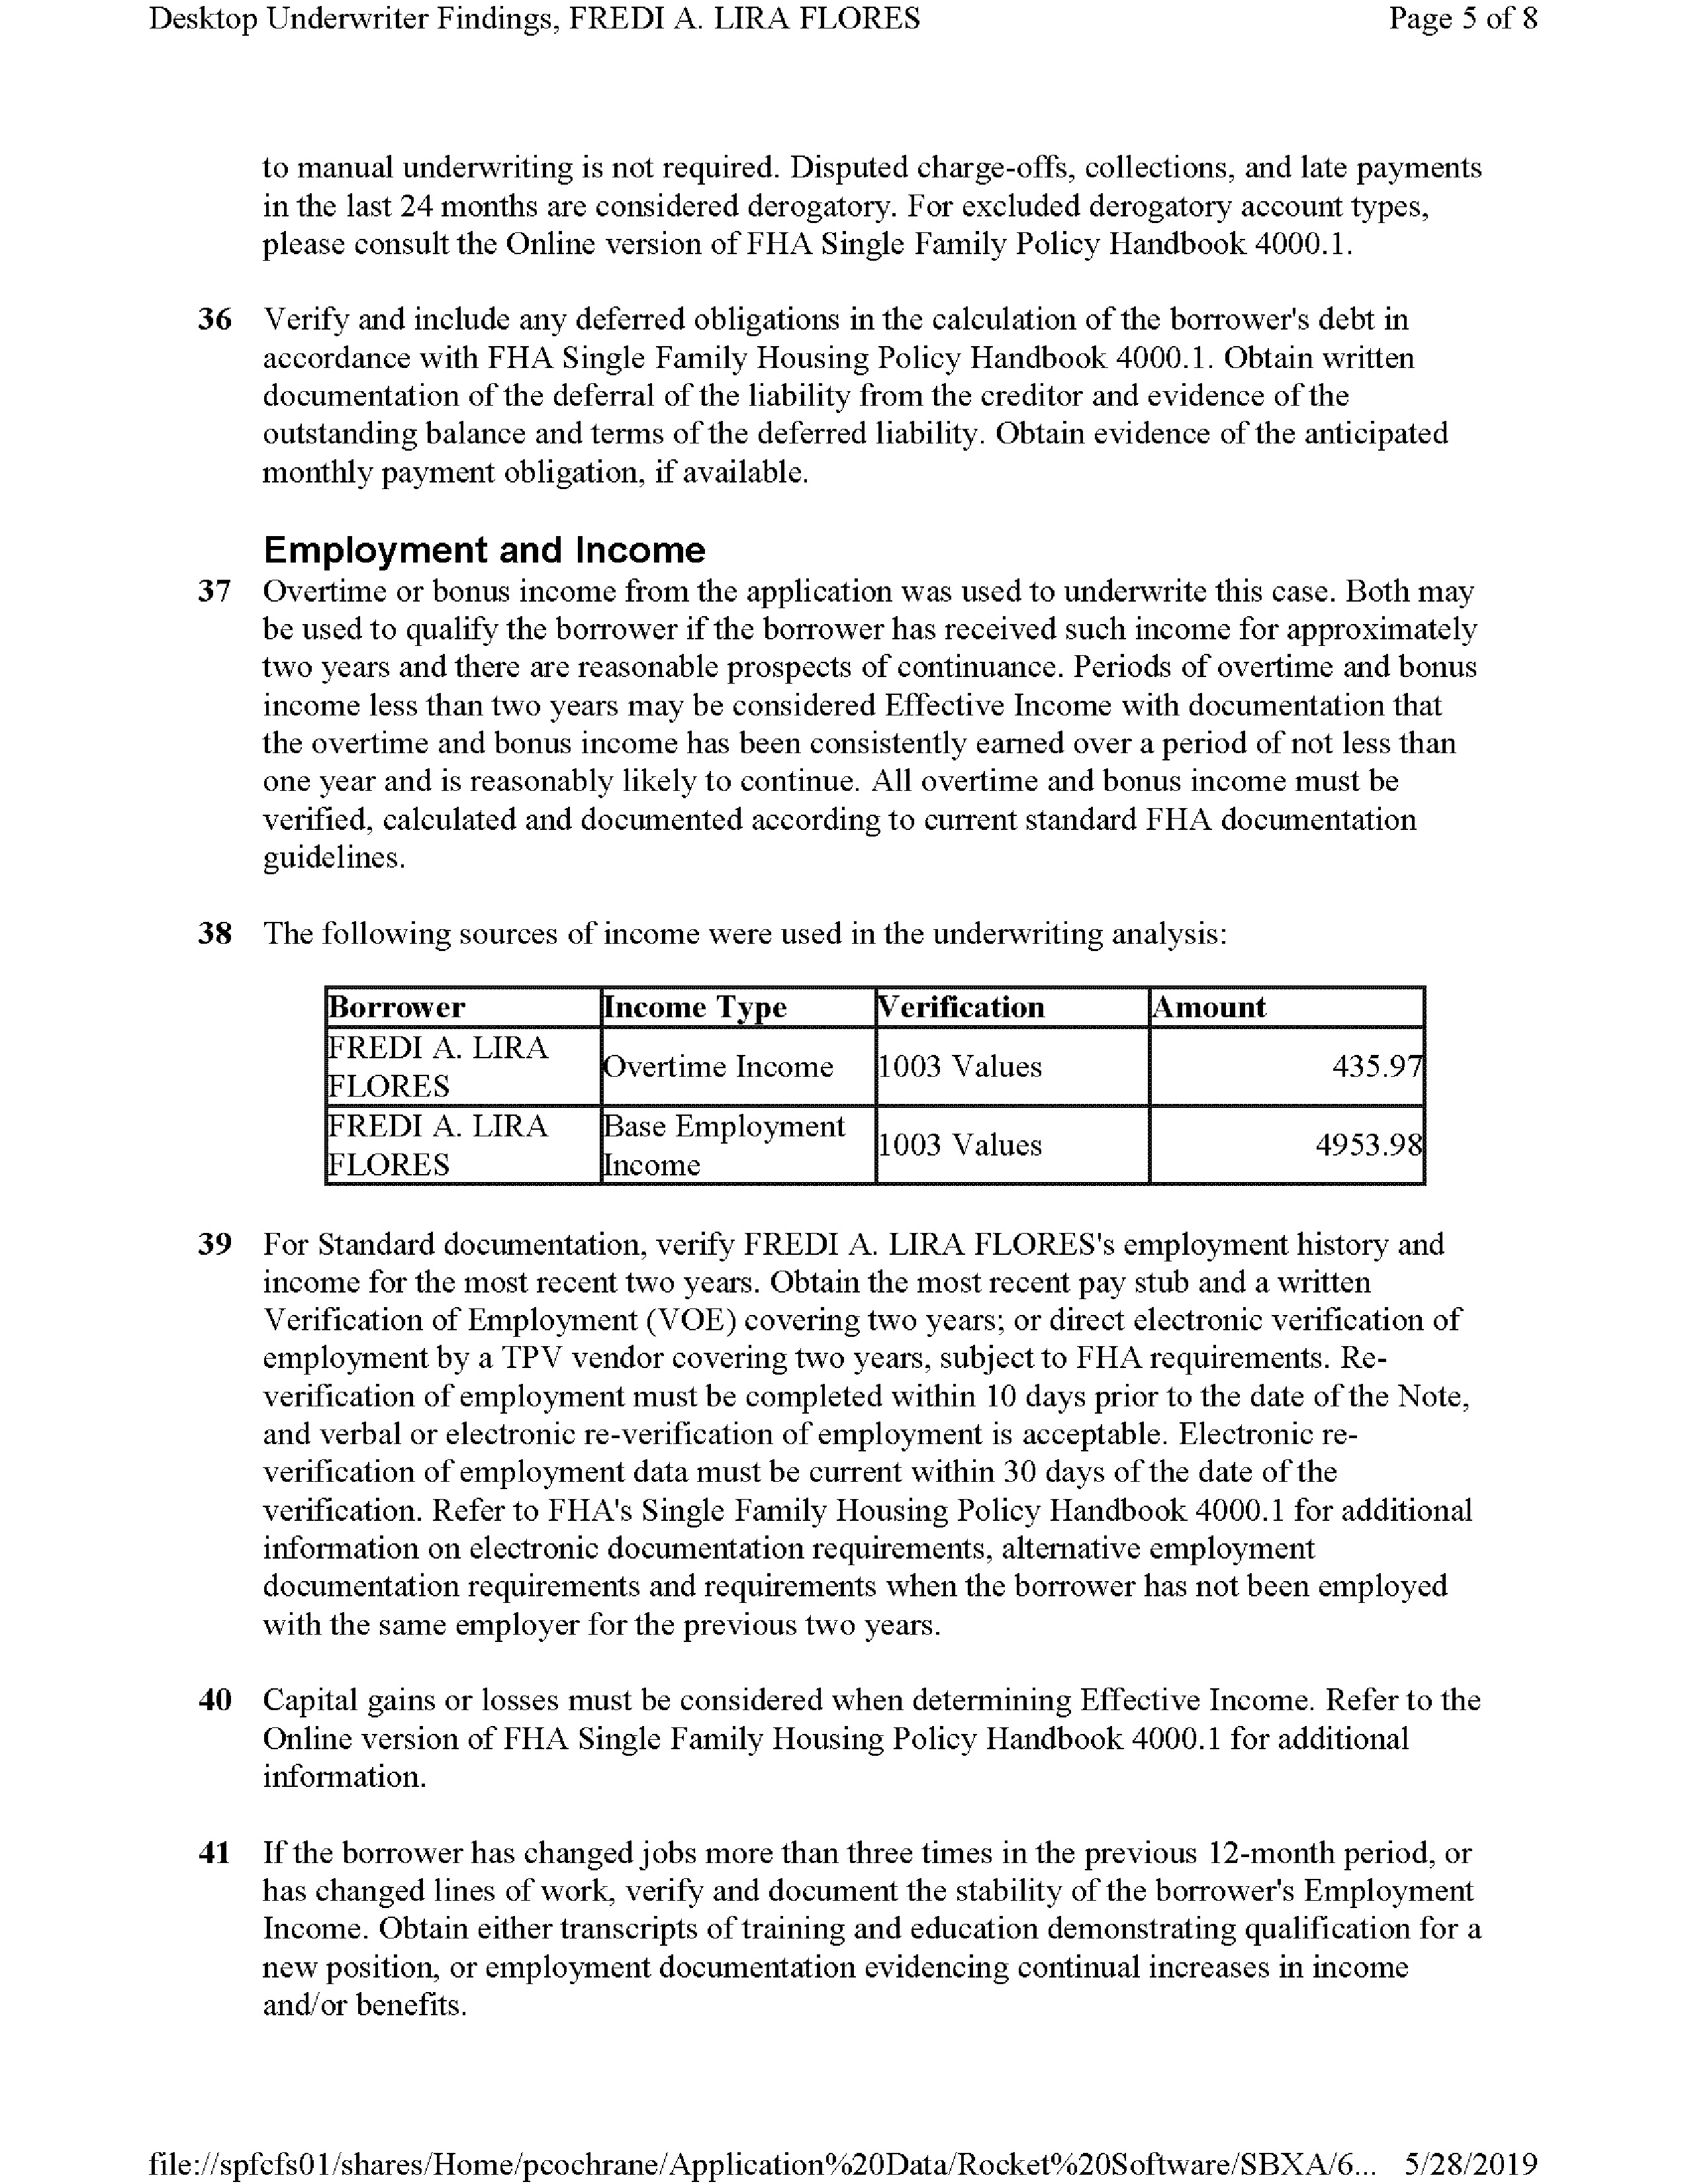 Desktop Underwriter Findings, FREDI A. LIRA FLORES Page 5 of 8
to manual underwriting is not required. Disputed charge-offs, collections, and late payments
in the last 24 months are considered derogatory. For excluded derogatory account types,
please consult the Online version of FHA Single Family Policy Handbook 4000.1.
36 Verify and include any deferred obligations in the calculation of the borrower's debt in
accordance with FHA Single Family Housing Policy Handbook 4000.1. Obtain written
documentation of the deferral of the liability from the creditor and evidence of the
outstanding balance and terms of the deferred liability. Obtain evidence of the anticipated
monthly payment obligation, if available.
Employment and Income
37 Overtime or bonus income from the application was used to underwrite this case. Both may
be used to qualify the borrower if the borrower has received such income for approximately
two years and there are reasonable prospects of continuance. Periods of overtime and bonus
income less than two years may be considered Effective Income with documentation that
the overtime and bonus income has been consistently earned over a period of not less than
one year and is reasonably likely to continue. All overtime and bonus income must be
verified, calculated and documented according to current standard FHA documentation
guidelines.
38 The following sources of income were used in the underwriting analysis:
Borrower Income Type Verification Amount
FREDI A. LIRA
FLORES Overtime Income 1003 Values 435.97
FREDI A. LIRA Base Employment
FLORES Income 1003 Values 4953.98
39 For Standard documentation, verify FREDI A. LIRA FLORES's employment history and
income for the most recent two years. Obtain the most recent pay stub and a written
Verification of Employment (VOE) covering two years; or direct electronic verification of
employment by a TPV vendor covering two years, subject to FHA requirements. Re-
verification of employment must be completed within 10 days prior to the date of the Note,
and verbal or electronic re-verification of employment is acceptable. Electronic re-
verification of employment data must be current within 30 days of the date of the
verification. Refer to FHA's Single Family Housing Policy Handbook 4000.1 for additional
information on electronic documentation requirements, alternative employment
documentation requirements and requirements when the borrower has not been employed
with the same employer for the previous two years.
40 Capital gains or losses must be considered when determining Effective Income. Refer to the
Online version of FHA Single Family Housing Policy Handbook 4000.1 for additional
information.
41 If the borrower has changed jobs more than three times in the previous 12-month period, or
has changed lines of work, verify and document the stability of the borrower's Employment
Income. Obtain either transcripts of training and education demonstrating qualification for a
new position, or employment documentation evidencing continual increases in income
and/or benefits.
file://spfcfs01/shares/Home/pcochrane/Application%20Data/Rocket%20Software/SBXA/6... 5/28/2019